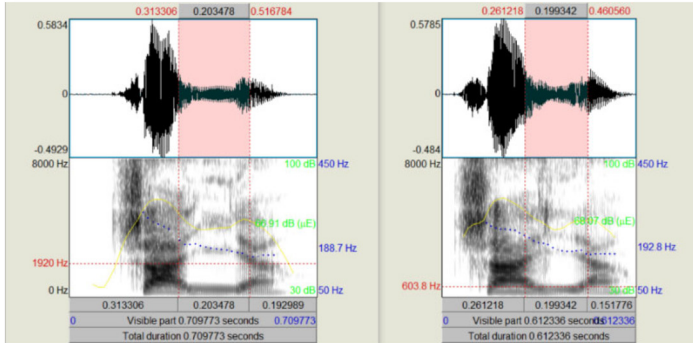 0.313306 0.203478 0.516784
0.5834
0
-0.4929
8000 Hz 100 dB 450 Hz
188.7 Hz
1920 Hz
0 Hz 30 dB 50 Hz
0.313306 0.203478 0.192989
0 Visible part 0.709773 seconds 0.709773
Total duration 0.709773 seconds
0.261218 0.199342 0.460560
0.5785
0
-0.484
8000 Hz 100 dB 450 Hz
dB (µE)
192.8 Hz
603.8 Hz
0 Hz 50 Hz
0.261218 0.199342 0.151776
0 Visible part 0.612336 seconds 0.612336
Total duration 0.612336 seconds